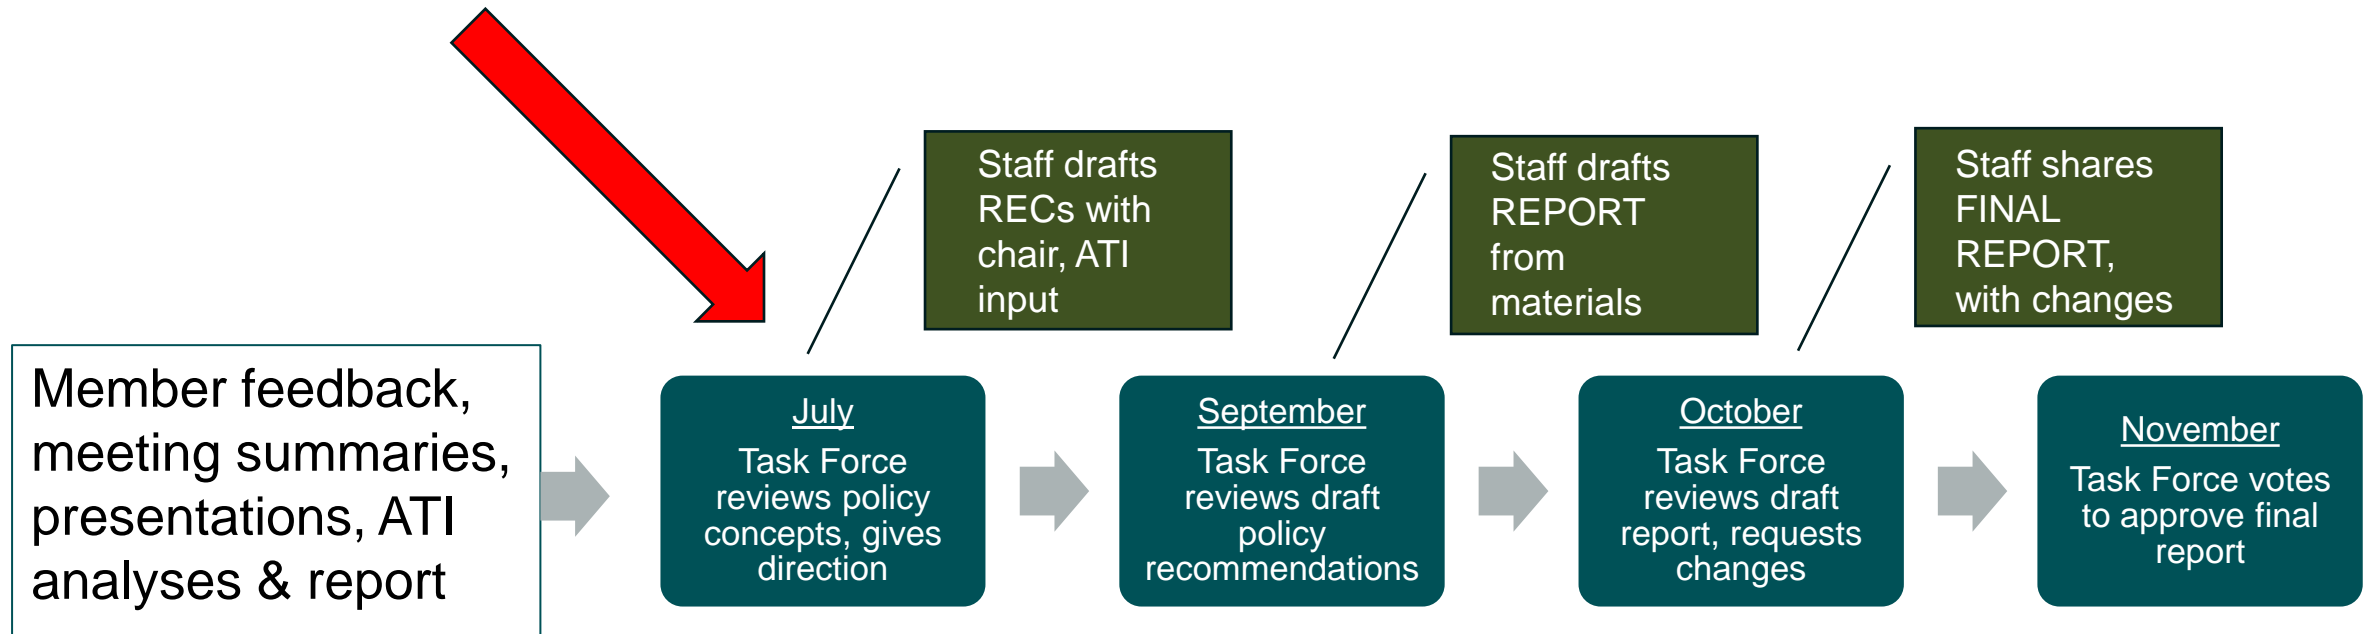 Staff drafts
RECs with
chair, ATI
input
Staff drafts
REPORT
from
materials
Staff shares
FINAL
REPORT,
with changes
Member feedback,
meeting summaries,
presentations, ATI
analyses & report
July
Task Force
reviews policy
concepts, gives
direction
September
Task Force
reviews draft
policy
recommendations
October
Task Force
reviews draft
report, requests
changes
November
Task Force votes
to approve final
report